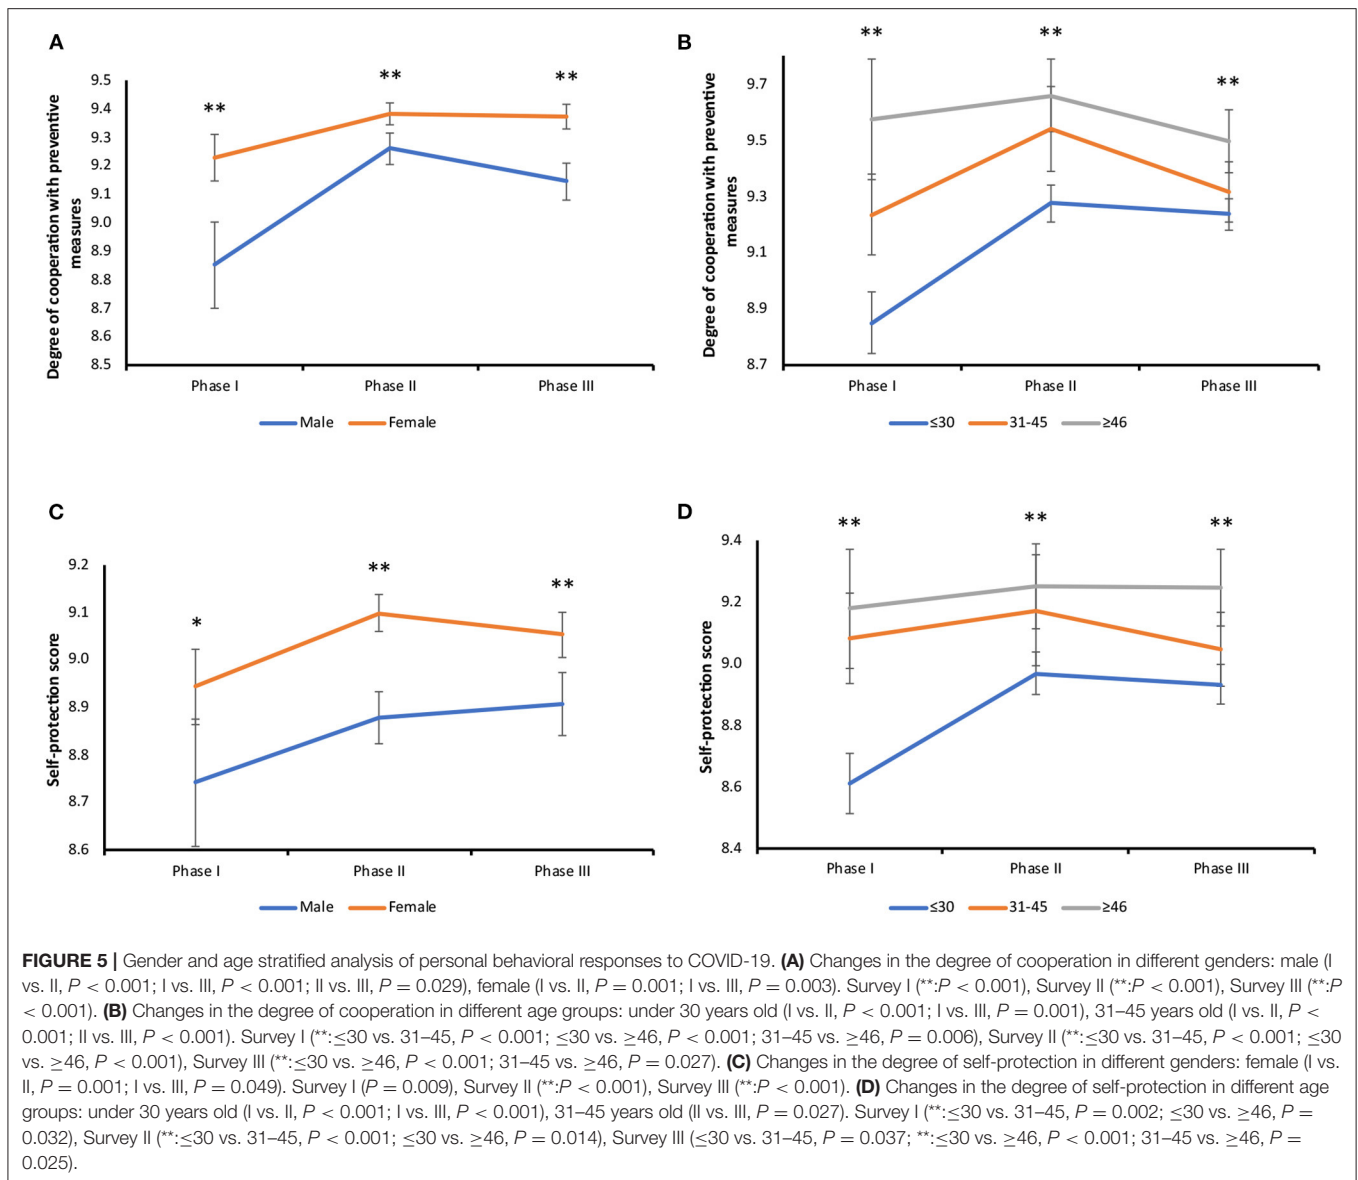 A
**
**
**
9.5
9.4
9.3
9.2
9.1
9.0
8.9
8.8
8.7
8.6
8.5
Degree of cooperation with preventive
measures
Phase I
Phase II
Phase III
Male
Female
B
**
**
**
9.7
9.5
9.3
9.1
8.9
8.7
Degree of cooperation with preventive
measures
Phase I
Phase II
Phase III
≤30
31-45
≥46
C
*
**
**
9.2
9.1
9.0
8.9
8.8
8.7
8.6
Self-protection score
Phase I
Phase II
Phase III
Male
Female
D
**
**
**
9.4
9.2
9.0
8.8
8.6
8.4
Self-protection score
Phase I
Phase II
Phase III
≤30
31-45
≥46
FIGURE 5 | Gender and age stratified analysis of personal behavioral responses to COVID-19. (A) Changes in the degree of cooperation in different genders: male (I
vs. II, P < 0.001; I vs. III, P < 0.001; II vs. III, P = 0.029), female (I vs. II, P = 0.001; I vs. III, P = 0.003). Survey I (**:P < 0.001), Survey II (**:P < 0.001), Survey III (**:P
< 0.001). (B) Changes in the degree of cooperation in different age groups: under 30 years old (I vs. II, P < 0.001; I vs. III, P = 0.001), 31–45 years old (I vs. II, P <
0.001; II vs. III, P < 0.001). Survey I (**:≤30 vs. 31–45, P < 0.001; ≤30 vs. ≥46, P < 0.001; 31–45 vs. ≥46, P = 0.006), Survey II (**:≤30 vs. 31–45, P < 0.001; ≤30
vs. ≥46, P < 0.001), Survey III (**:≤30 vs. ≥46, P < 0.001; 31–45 vs. ≥46, P = 0.027). (C) Changes in the degree of self-protection in different genders: female (I vs.
II, P = 0.001; I vs. III, P = 0.049). Survey I (P = 0.009), Survey II (**:P < 0.001), Survey III (**:P < 0.001). (D) Changes in the degree of self-protection in different age
groups: under 30 years old (I vs. II, P < 0.001; I vs. III, P < 0.001), 31–45 years old (II vs. III, P = 0.027). Survey I (**:≤30 vs. 31–45, P = 0.002; ≤30 vs. ≥46, P =
0.032), Survey II (**:≤30 vs. 31–45, P < 0.001; ≤30 vs. ≥46, P = 0.014), Survey III (≤30 vs. 31–45, P = 0.037; **:≤30 vs. ≥46, P < 0.001; 31–45 vs. ≥46, P =
0.025).